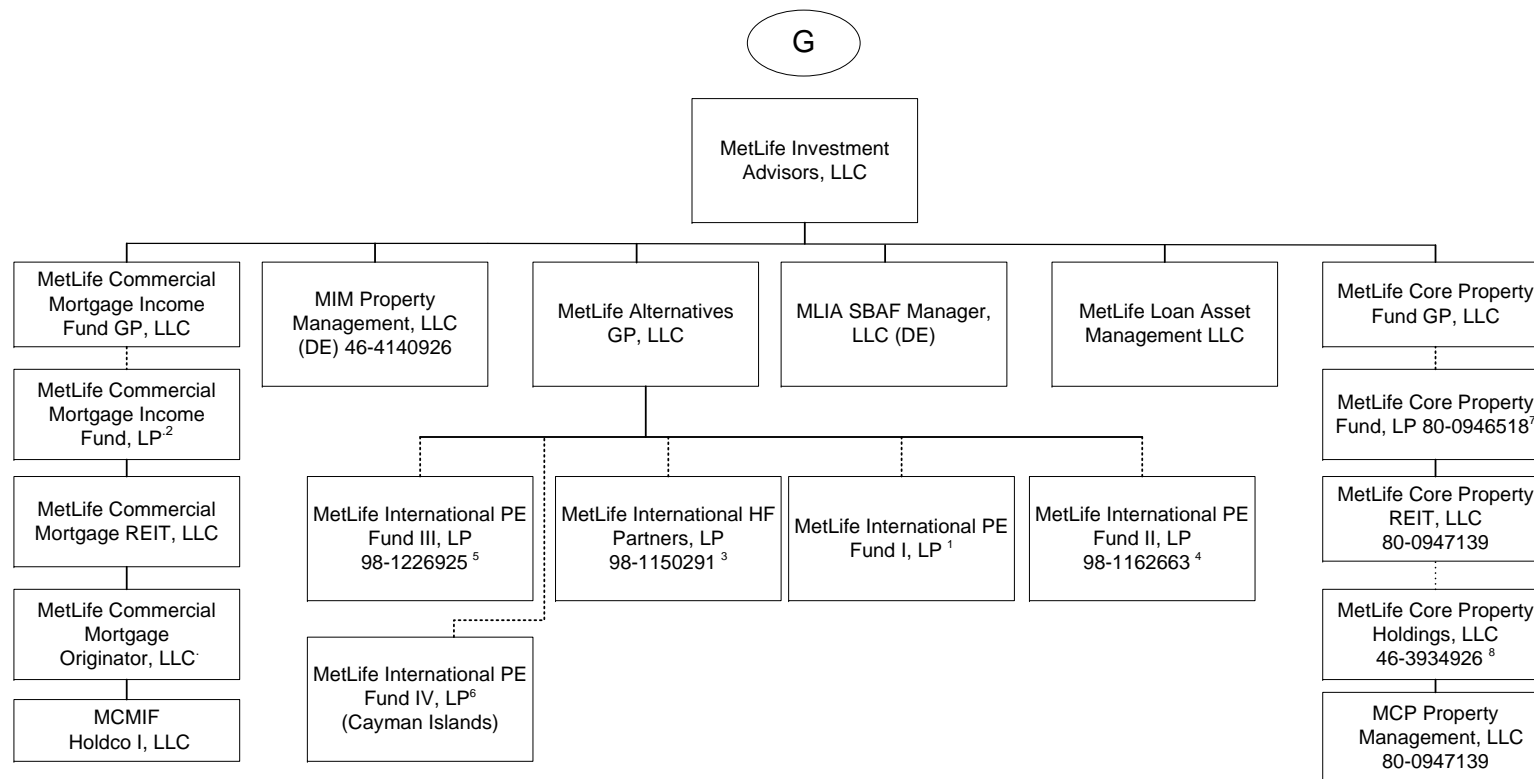 G
MetLife Investment
Advisors, LLC
MetLife Commercial
Mortgage Income
Fund GP, LLC
MIM Property
Management, LLC
(DE) 46-4140926
MetLife Alternatives
GP, LLC
MLIA SBAF Manager,
LLC (DE)
MetLife Loan Asset
Management LLC
MetLife Core Property
Fund GP, LLC
MetLife Commercial
Mortgage Income
Fund, LP.2
MetLife Core Property
Fund, LP 80-09465187
MetLife Commercial
Mortgage REIT, LLC
MetLife International PE
Fund III, LP
98-1226925 5
MetLife International HF
Partners, LP
98-1150291 3
MetLife International PE
Fund I, LP 1
MetLife International PE
Fund II, LP
98-1162663 4
MetLife Core Property
REIT, LLC
80-0947139
MetLife Commercial
Mortgage
Originator, LLC.
MetLife International PE
Fund IV, LP6
(Cayman Islands)
MetLife Core Property
Holdings, LLC
46-3934926 8
MCMIF
Holdco I, LLC
MCP Property
Management, LLC
80-0947139